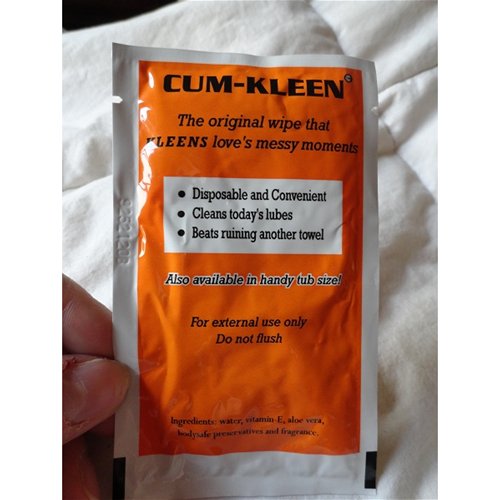 CUM-KLEEN©
The original wipe that
KLEENS love's messy moments
• Disposable and Convenient
• Cleans today's lubes
• Beats ruining another towel
Also available in handy tub size!
For external use only
Do not flush
Ingredients: water, vitamin-E, aloe vera,
bodysafe preservatives and fragrance.